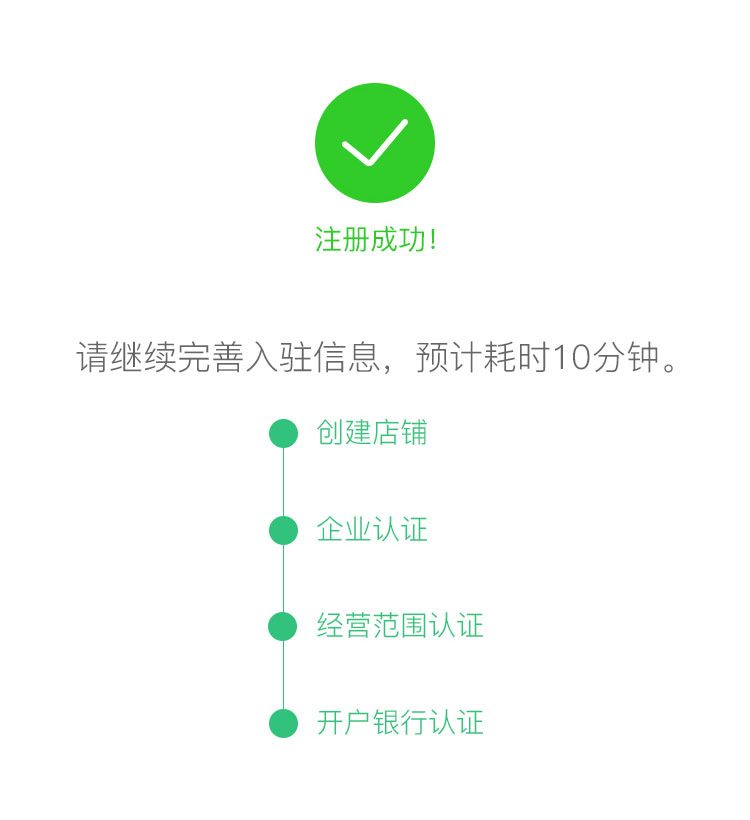 注册成功!
请继续完善入驻信息，预计耗时10分钟。
创建店铺
企业认证
经营范围认证
开户银行认证